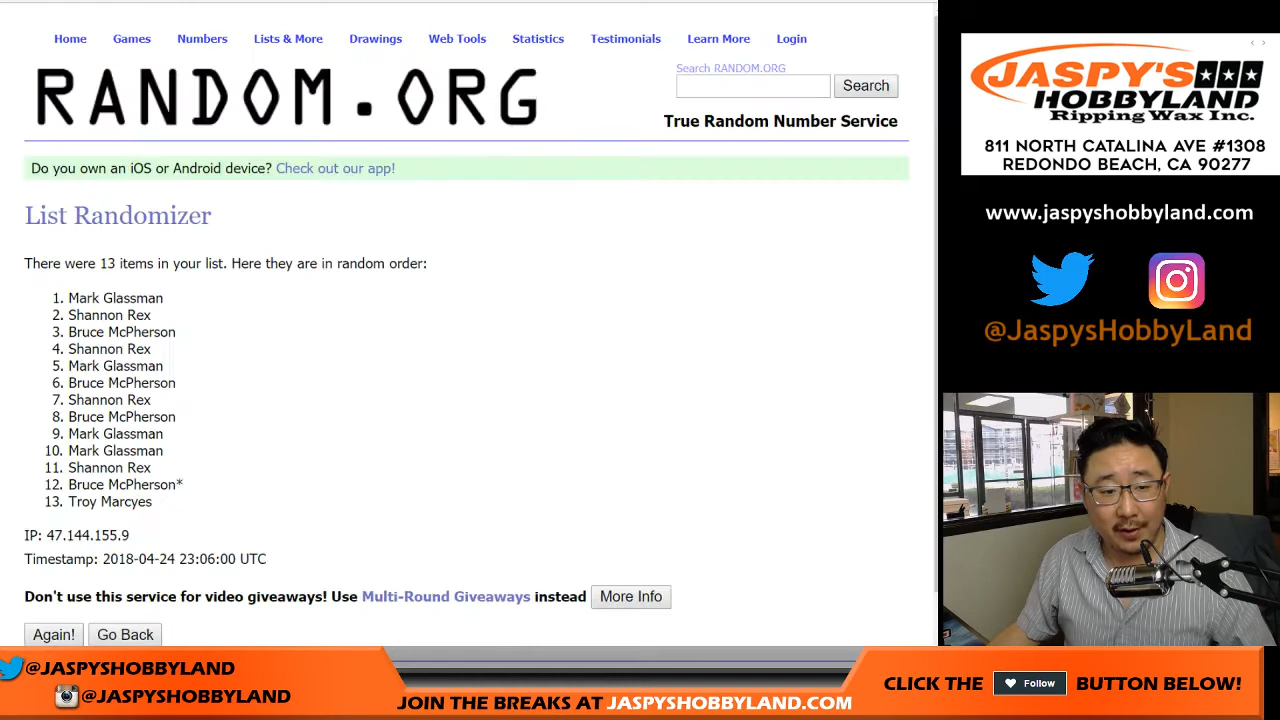 Home Games Numbers Lists & More Drawings Web Tools Statistics Testimonials Learn More Login
RANDOM.ORG
Search RANDOM.ORG
Search
True Random Number Service
Do you own an iOS or Android device? Check out our app!
List Randomizer
There were 13 items in your list. Here they are in random order:
1. Mark Glassman
2. Shannon Rex
3. Bruce McPherson
4. Shannon Rex
5. Mark Glassman
6. Bruce McPherson
7. Shannon Rex
8. Bruce McPherson
9. Mark Glassman
10. Mark Glassman
11. Shannon Rex
12. Bruce McPherson*
13. Troy Marcyes
IP: 47.144.155.9
Timestamp: 2018-04-24 23:06:00 UTC
Don't use this service for video giveaways! Use Multi-Round Giveaways instead More Info
Again! Go Back
JASPY'S
HOBBYLAND
Ripping Wax Inc.
811 NORTH CATALINA AVE #1308
REDONDO BEACH, CA 90277
www.jaspyshobbyland.com
@JaspysHobbyLand
@JASPYSHOBBYLAND
@JASPYSHOBBYLAND
JOIN THE BREAKS AT JASPYSHOBBYLAND.COM
CLICK THE Follow BUTTON BELOW!